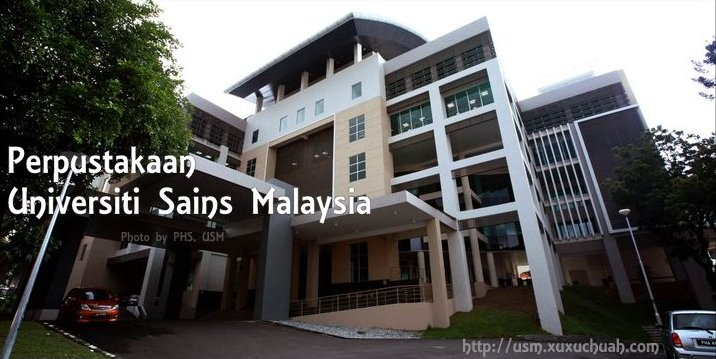 Perpustakaan
Universiti Sains Malaysia
Photo by PHS, USM
http://usm.xuxuchuah.com